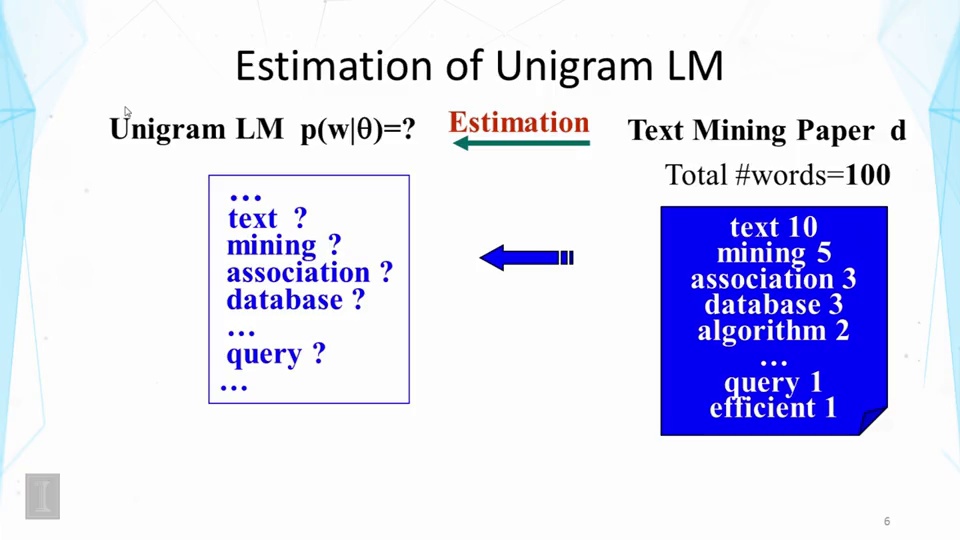 Estimation of Unigram LM
Unigram LM p(w|θ)=?
Estimation
Text Mining Paper d
Total #words=100
…
text ?
mining ?
association ?
database ?
…
query ?
…
text 10
mining 5
association 3
database 3
algorithm 2
…
query 1
efficient 1
I
6